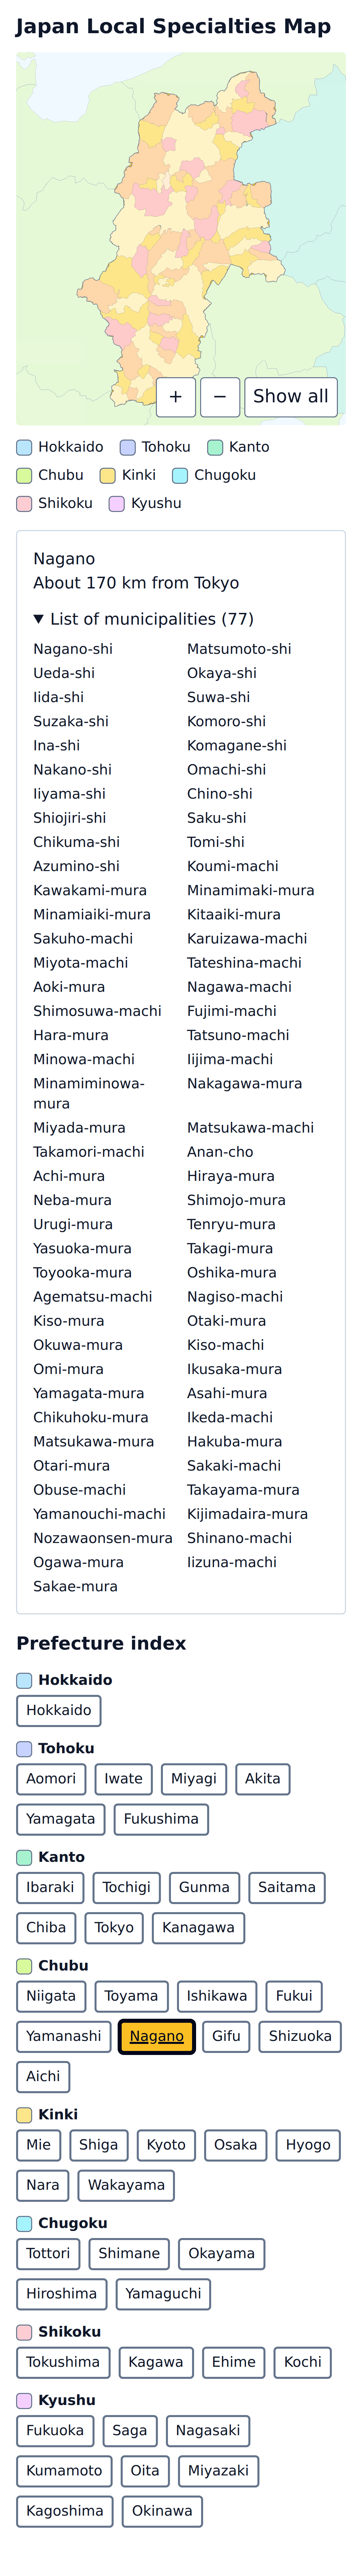 Japan Local Specialties Map
+
−
Show all
Hokkaido
Tohoku
Kanto
Chubu
Kinki
Chugoku
Shikoku
Kyushu
Nagano
About 170 km from Tokyo
▼ List of municipalities (77)
Nagano-shi Matsumoto-shi
Ueda-shi Okaya-shi
Iida-shi Suwa-shi
Suzaka-shi Komoro-shi
Ina-shi Komagane-shi
Nakano-shi Omachi-shi
Iiyama-shi Chino-shi
Shiojiri-shi Saku-shi
Chikuma-shi Tomi-shi
Azumino-shi Koumi-machi
Kawakami-mura Minamimaki-mura
Minamiaiki-mura Kitaaiki-mura
Sakuho-machi Karuizawa-machi
Miyota-machi Tateshina-machi
Aoki-mura Nagawa-machi
Shimosuwa-machi Fujimi-machi
Hara-mura Tatsuno-machi
Minowa-machi Iijima-machi
Minamiminowa- Nakagawa-mura
mura
Miyada-mura Matsukawa-machi
Takamori-machi Anan-cho
Achi-mura Hiraya-mura
Neba-mura Shimojo-mura
Urugi-mura Tenryu-mura
Yasuoka-mura Takagi-mura
Toyooka-mura Oshika-mura
Agematsu-machi Nagiso-machi
Kiso-mura Otaki-mura
Okuwa-mura Kiso-machi
Omi-mura Ikusaka-mura
Yamagata-mura Asahi-mura
Chikuhoku-mura Ikeda-machi
Matsukawa-mura Hakuba-mura
Otari-mura Sakaki-machi
Obuse-machi Takayama-mura
Yamanouchi-machi Kijimadaira-mura
Nozawaonsen-mura Shinano-machi
Ogawa-mura Iizuna-machi
Sakae-mura
Prefecture index
Hokkaido
Hokkaido
Tohoku
Aomori Iwate Miyagi Akita
Yamagata Fukushima
Kanto
Ibaraki Tochigi Gunma Saitama
Chiba Tokyo Kanagawa
Chubu
Niigata Toyama Ishikawa Fukui
Yamanashi Nagano Gifu Shizuoka
Aichi
Kinki
Mie Shiga Kyoto Osaka Hyogo
Nara Wakayama
Chugoku
Tottori Shimane Okayama
Hiroshima Yamaguchi
Shikoku
Tokushima Kagawa Ehime Kochi
Kyushu
Fukuoka Saga Nagasaki
Kumamoto Oita Miyazaki
Kagoshima Okinawa